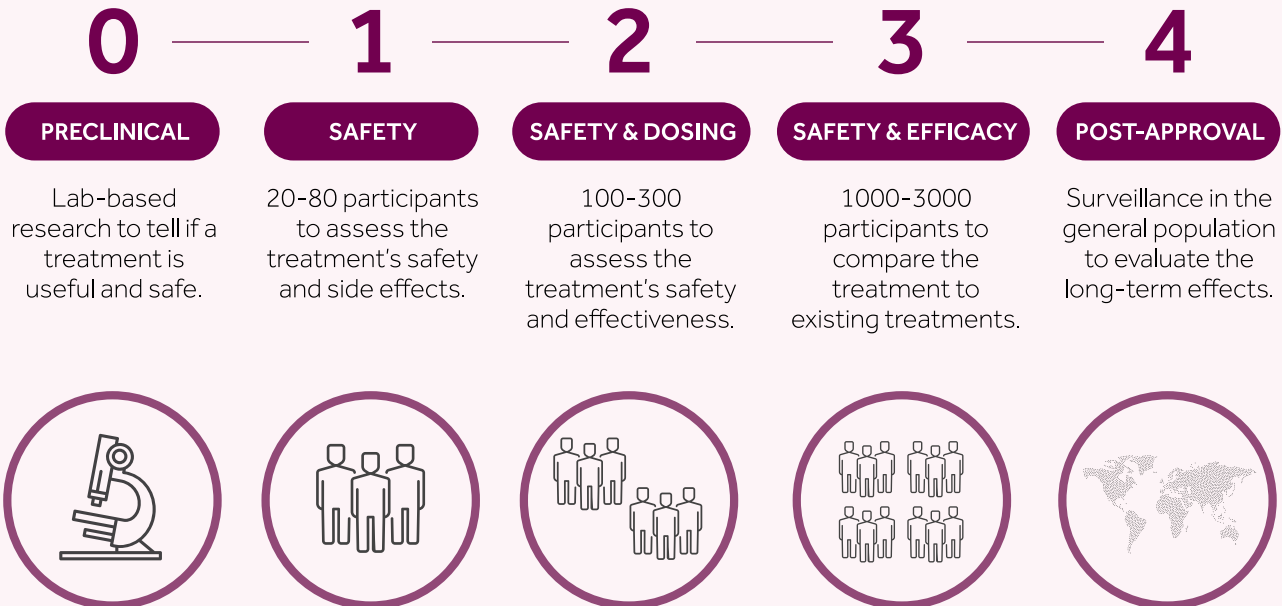 0
1
2
3
4
PRECLINICAL
Lab-based
research to tell if a
treatment is
useful and safe.
SAFETY
20-80 participants
to assess the
treatment's safety
and side effects.
SAFETY & DOSING
100-300
participants to
assess the
treatment's safety
and effectiveness.
SAFETY & EFFICACY
1000-3000
participants to
compare the
treatment to
existing treatments.
POST-APPROVAL
Surveillance in the
general population
to evaluate the
long-term effects.